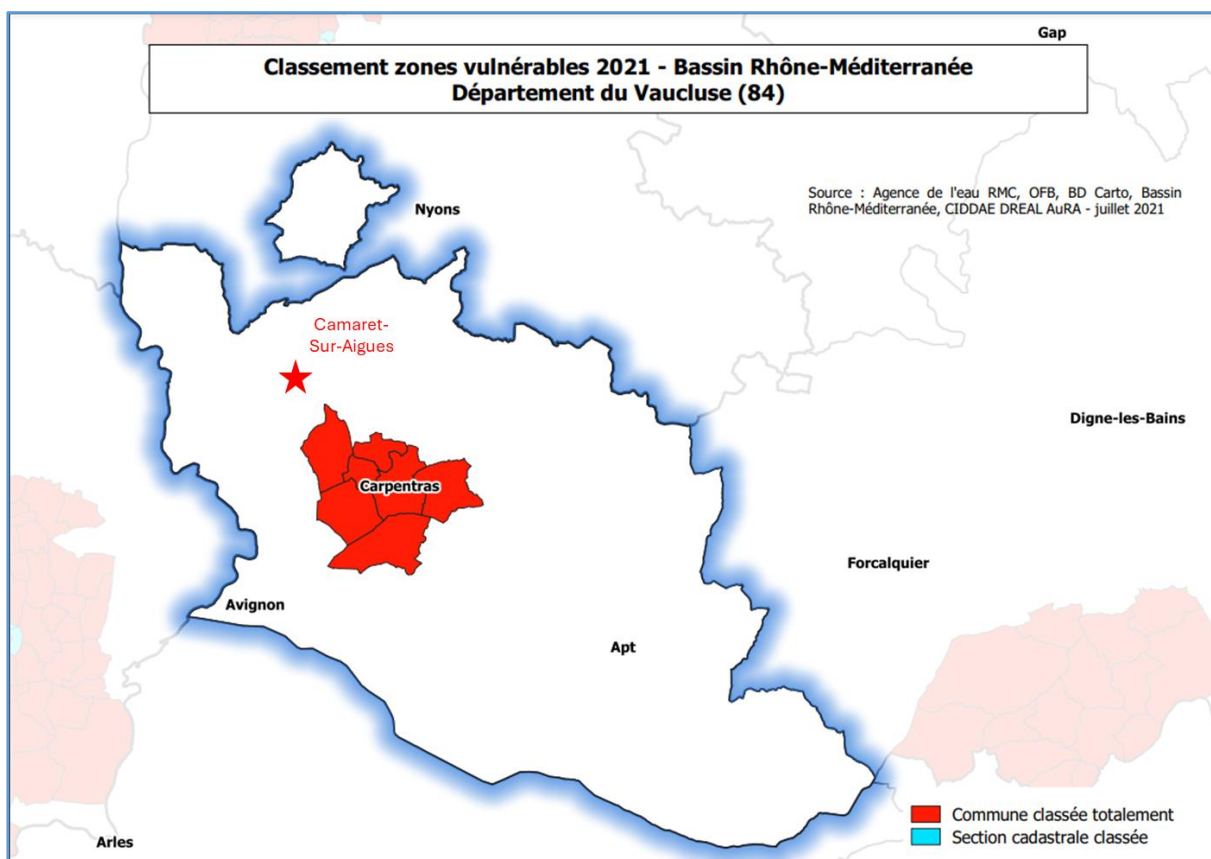 Gap
Classement zones vulnérables 2021 - Bassin Rhône-Méditerranée
Département du Vaucluse (84)
Source : Agence de l'eau RMC, OFB, BD Carto, Bassin
Rhône-Méditerranée, CIDDAE DREAL AuRA - juillet 2021
Nyons
Camaret-
Sur-Aigues
Digne-les-Bains
Carpentras
Forcalquier
Avignon
Apt
Commune classée totalement
Section cadastrale classée
Arles